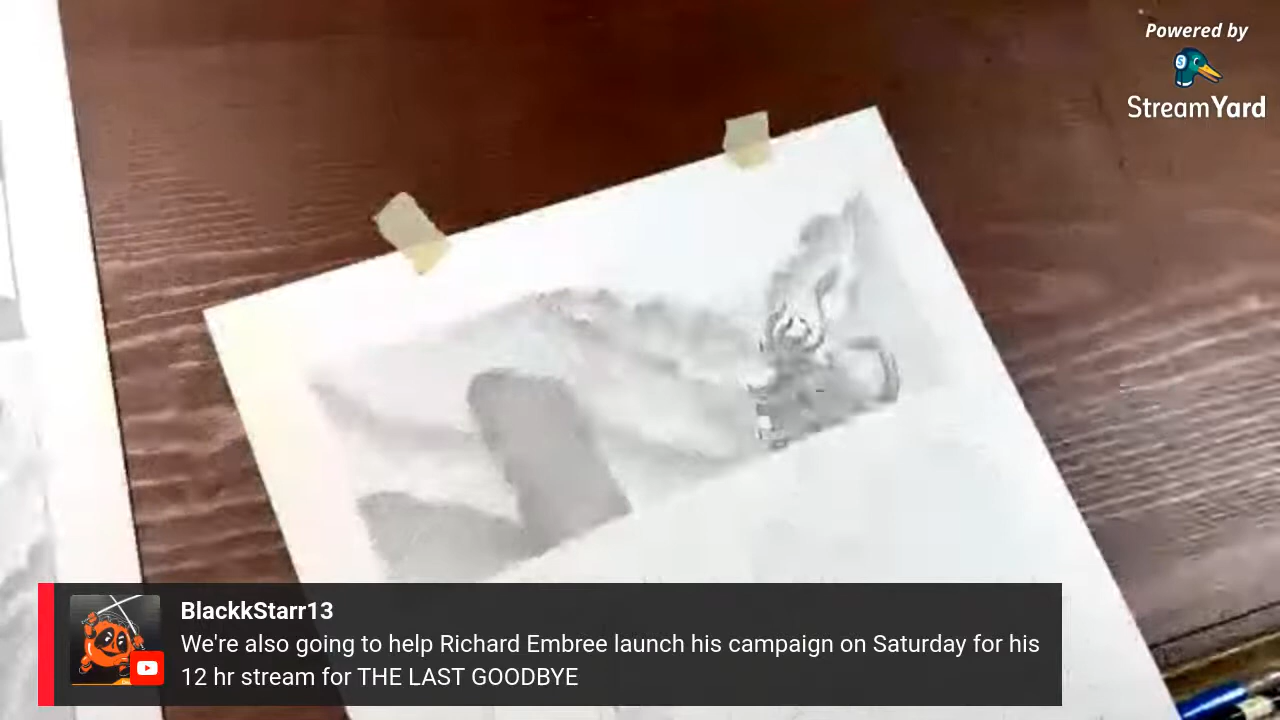 Powered by
StreamYard
BlackkStarr13
We're also going to help Richard Embree launch his campaign on Saturday for his
12 hr stream for THE LAST GOODBYE